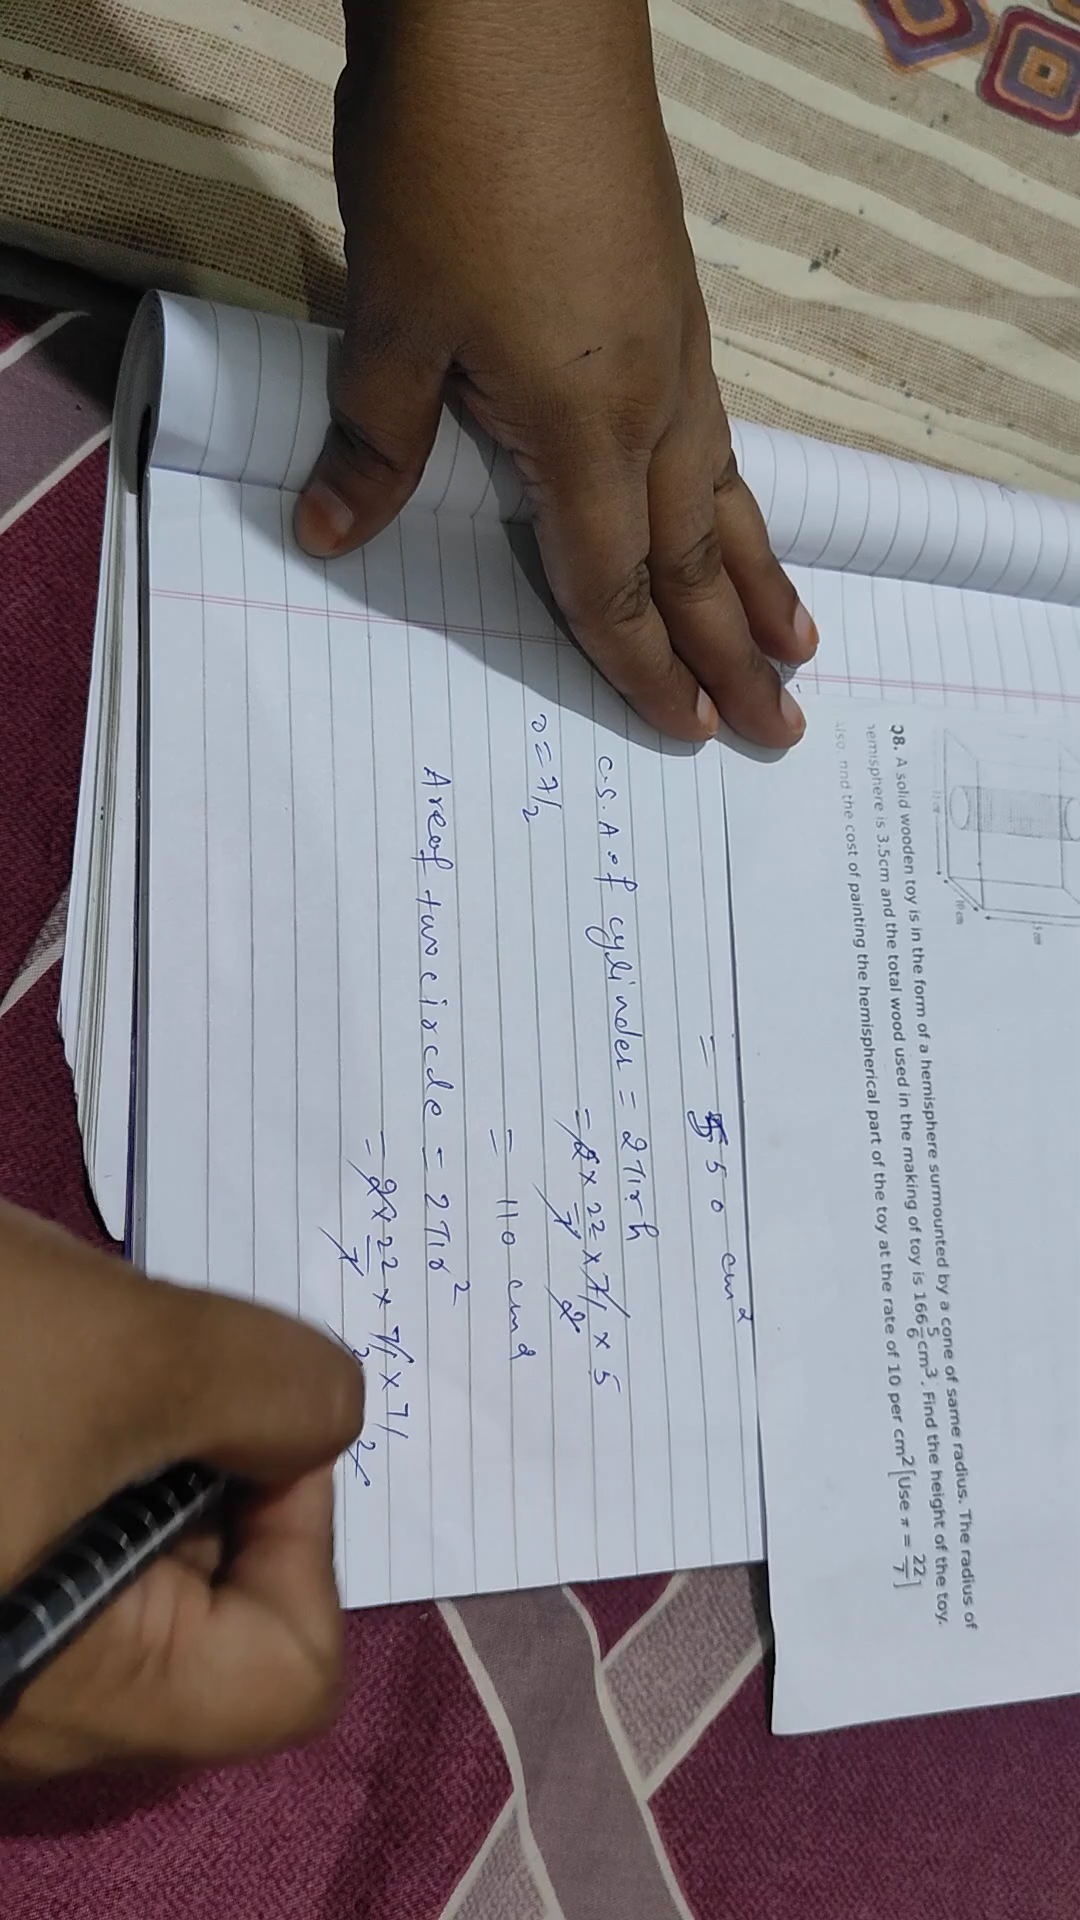 10 cm
5 cm
Q8. A solid wooden toy is in the form of a hemisphere surmounted by a cone of same radius. The radius of
hemisphere is 3.5cm and the total wood used in the making of toy is 166 5/6 cm³. Find the height of the toy.
Also, find the cost of painting the hemispherical part of the toy at the rate of 10 per cm² [Use π = 22/7]
= 550 cm²
C.S.A of cylinder = 2πrh
= 2 × 22/7 × 7/2 × 5
r = 7/2
= 110 cm2
Area of two circle = 2πr²
= 2 × 22/7 × 7/2 × 7/2